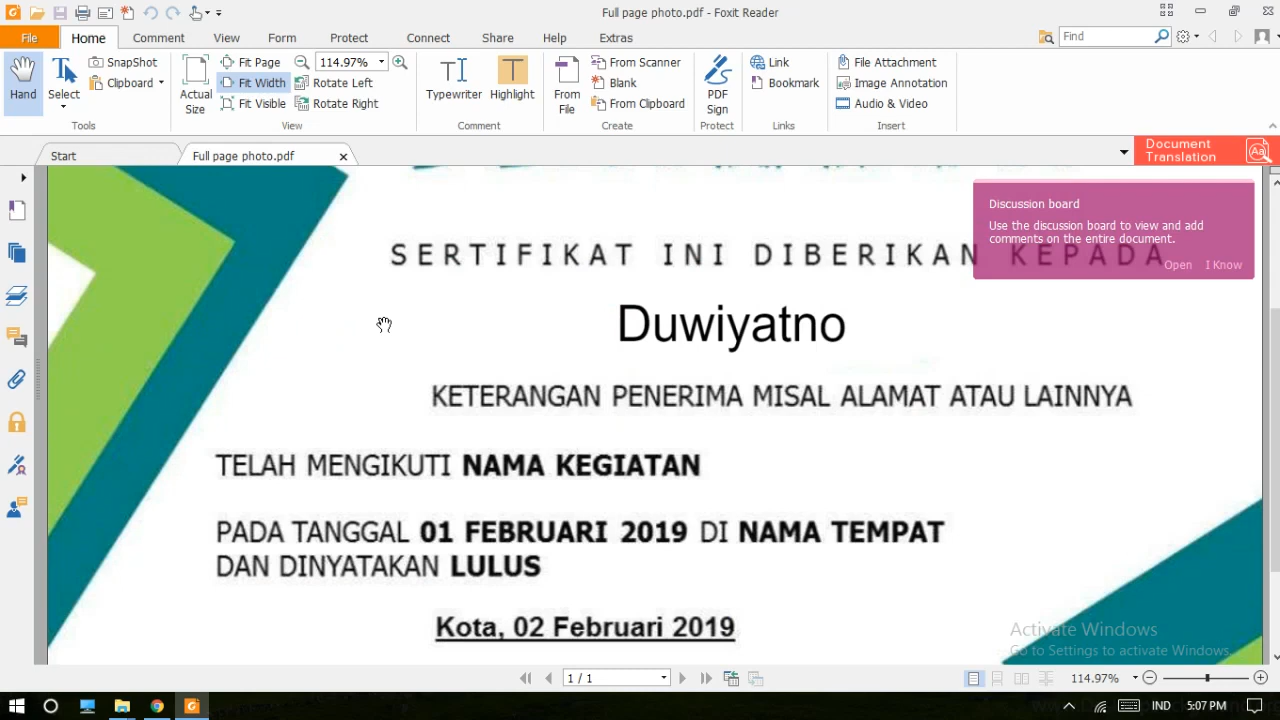 Full page photo.pdf - Foxit Reader
File Home Comment View Form Protect Connect Share Help Extras
Find
Hand
Select
SnapShot
Clipboard
Tools
Actual Size
Fit Page
Fit Width
Fit Visible
114.97%
Rotate Left
Rotate Right
View
Typewriter
Highlight
Comment
From File
From Scanner
Blank
From Clipboard
Create
PDF Sign
Protect
Link
Bookmark
Links
File Attachment
Image Annotation
Audio & Video
Insert
Start
Full page photo.pdf
Document
Translation
Discussion board
Use the discussion board to view and add
comments on the entire document.
Open I Know
SERTIFIKAT INI DIBERIKAN KEPADA
Duwiyatno
KETERANGAN PENERIMA MISAL ALAMAT ATAU LAINNYA
TELAH MENGIKUTI NAMA KEGIATAN
PADA TANGGAL 01 FEBRUARI 2019 DI NAMA TEMPAT
DAN DINYATAKAN LULUS
Kota, 02 Februari 2019
Activate Windows
Go to Settings to activate Windows.
1 / 1
114.97%
IND 5:07 PM